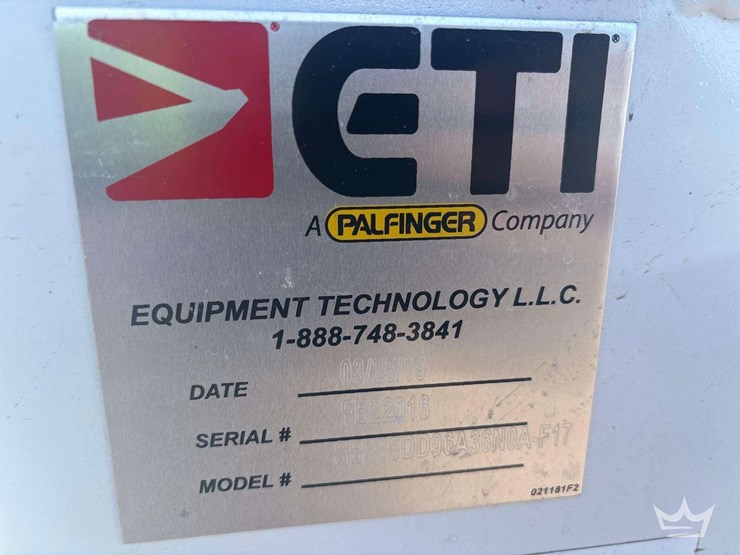 ETI
A PALFINGER Company
EQUIPMENT TECHNOLOGY L.L.C.
1-888-748-3841
DATE
SERIAL #
MODEL #
021181F2